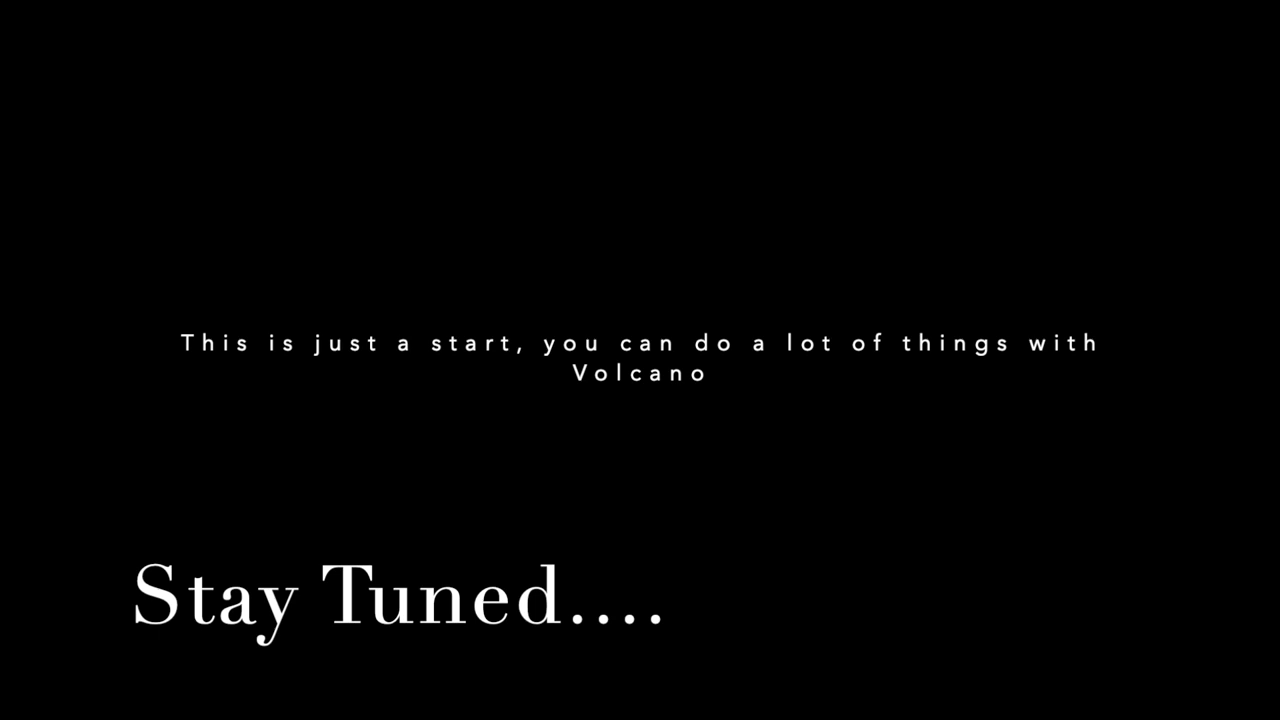 This is just a start, you can do a lot of things with
Volcano
Stay Tuned....